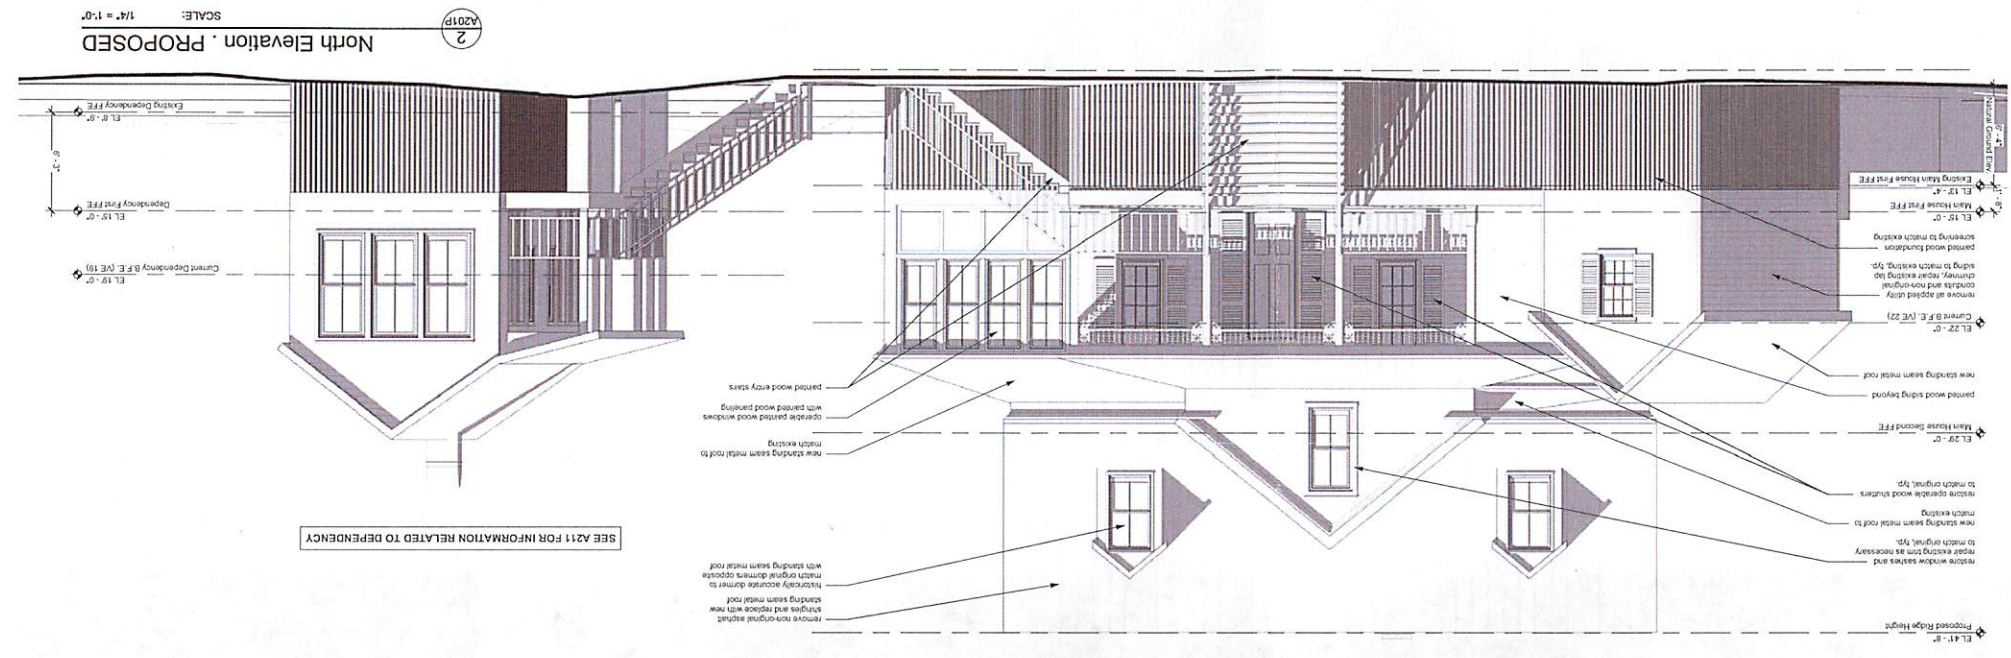 EL 41' - 8"
Proposed Ridge Height
restore window sashes and
repair existing trim as necessary
to match original, typ.
new standing seam metal roof to
match existing
restore operable wood shutters
to match original, typ.
EL 29' - 0"
Main House Second FFE
painted wood siding beyond
new standing seam metal roof
EL 22' - 0"
Current B.F.E. (VE 22)
remove all applied utility
conduits and non-original
chimney, repair existing lap
siding to match existing, typ.
painted wood foundation
screening to match existing
EL 15' - 0"
Main House First FFE
EL 13' - 4"
Existing Main House First FFE
1' - 8"
6' - 4"
Natural Ground Elev.
remove non-original asphalt
shingles and replace with new
standing seam metal roof
historically accurate dormer to
match original dormers opposite
with standing seam metal roof
new standing seam metal roof to
match existing
operable painted wood windows
with painted wood paneling
painted wood entry stairs
SEE A211 FOR INFORMATION RELATED TO DEPENDENCY
EL 19' - 0"
Current Dependency B.F.E. (VE 19)
EL 15' - 0"
Dependency First FFE
6' - 3"
EL 8' - 9"
Existing Dependency FFE
2
A201P
North Elevation . PROPOSED
SCALE: 1/4" = 1'-0"